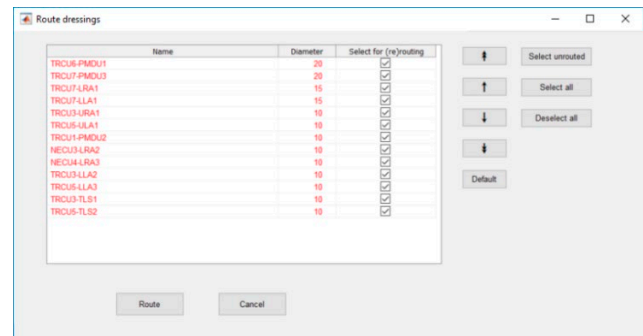 Route dressings
Name Diameter Select for (re)routing
TRCU6-PMDU1 20
TRCU7-PMDU3 20
TRCU7-LRA1 15
TRCU7-LLA1 15
TRCU3-URA1 10
TRCU5-ULA1 10
TRCU1-PMDU2 10
NECU3-LRA2 10
NECU4-LRA3 10
TRCU3-LLA2 10
TRCU5-LLA3 10
TRCU3-TLS1 10
TRCU5-TLS2 10
Select unrouted
Select all
Deselect all
Default
Route Cancel